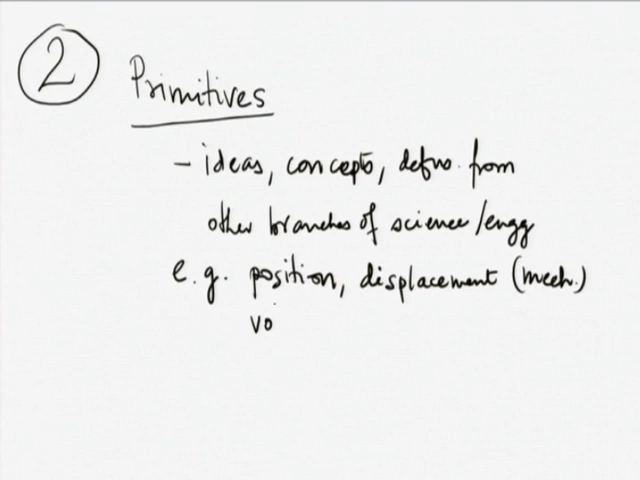 2 Primitives
- ideas, concepts, defns. from
other branches of science/engg
e.g. position, displacement (mech.)
vo